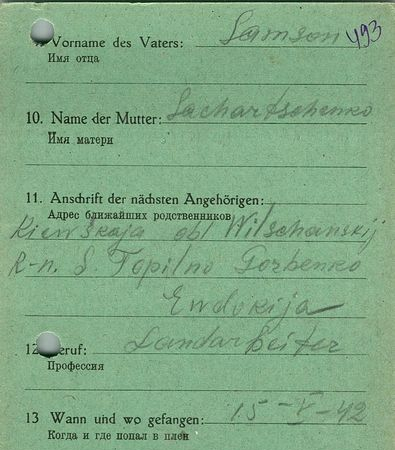 Vorname des Vaters: Samson 493
Имя отца
10. Name der Mutter: Sachartschenko
Имя матери
11. Anschrift der nächsten Angehörigen:
Адрес ближайших родственников
Kiewskaja obl Wilschanskij
R-n. S. Topilno Gorbenko
Ewdokija
12 Beruf: Landarbeiter
Профессия
13 Wann und wo gefangen: 15-V-42
Когда и где попал в плен